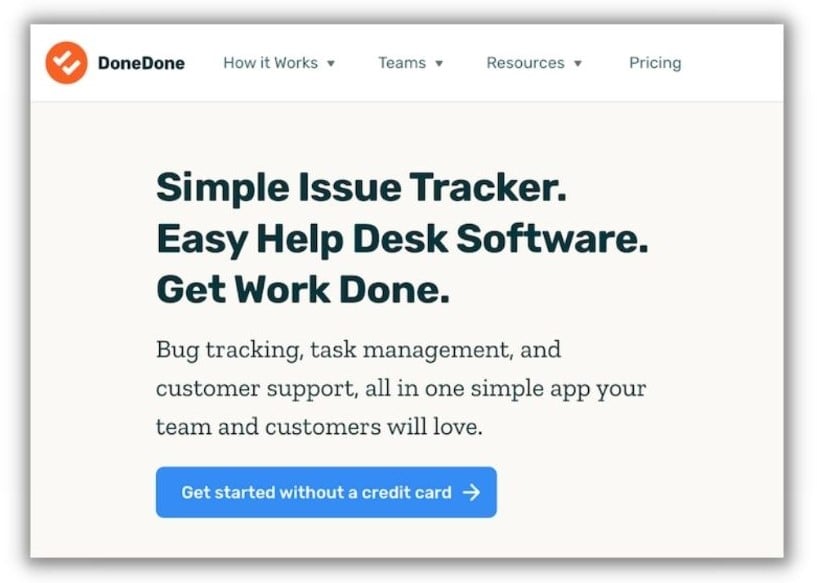 DoneDone How it Works Teams Resources Pricing
Simple Issue Tracker.
Easy Help Desk Software.
Get Work Done.
Bug tracking, task management, and
customer support, all in one simple app your
team and customers will love.
Get started without a credit card →